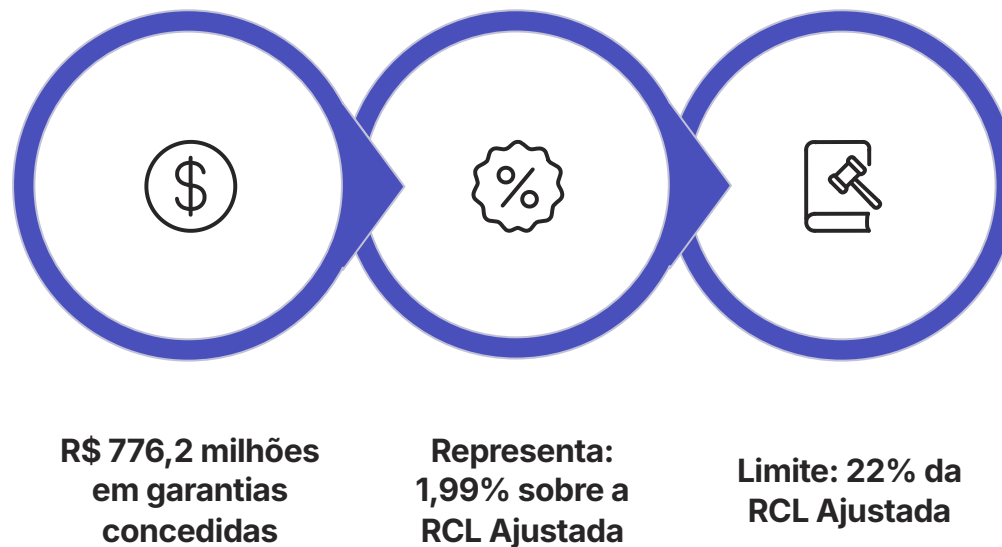 R$ 776,2 milhões
em garantias
concedidas
Representa:
1,99% sobre a
RCL Ajustada
Limite: 22% da
RCL Ajustada